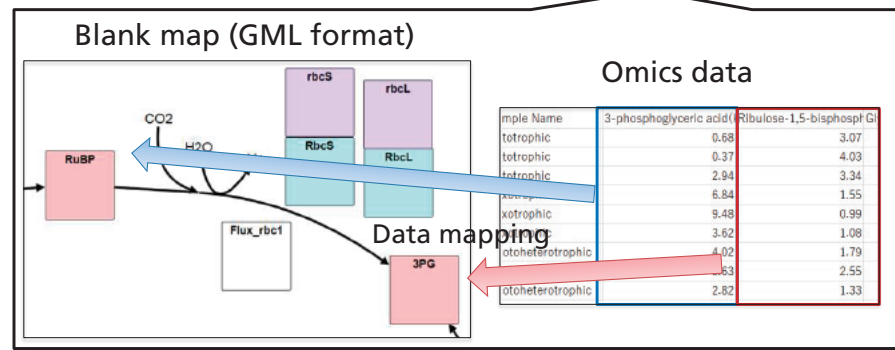 Blank map (GML format)
Omics data
rbcS
rbcL
CO2
H2O
RbcS
RbcL
RuBP
Flux_rbc1
Data mapping
3PG
mple Name 3-phosphoglyceric acid( RIbulose-1,5-bisphosph Gl
totrophic 0.68 3.07
totrophic 0.37 4.03
totrophic 2.94 3.34
xotrophic 6.84 1.55
xotrophic 9.48 0.99
3.62 1.08
otoheterotrophic 4.02 1.79
.63 2.55
otoheterotrophic 2.82 1.33